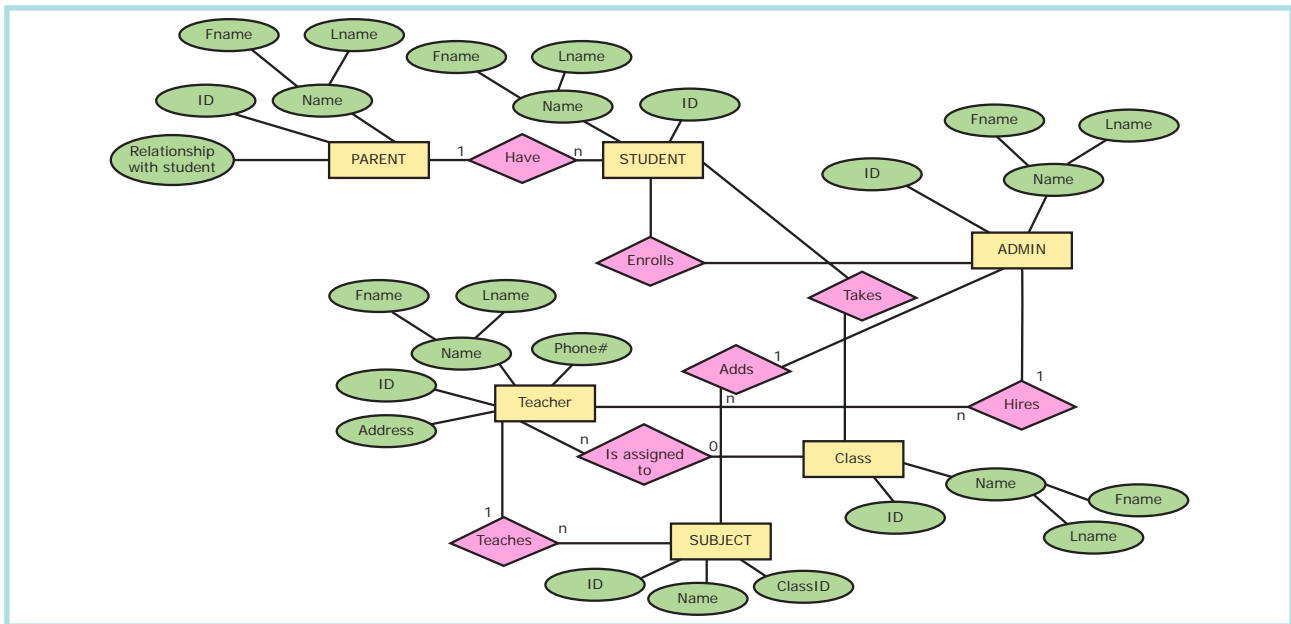 Fname
Lname
Fname
Lname
ID
Name
Name
ID
Fname
Lname
Relationship
with student
PARENT
1
Have
n
STUDENT
ID
Name
ADMIN
Enrolls
Takes
Fname
Lname
Name
Phone#
ID
Address
Teacher
Adds
1
n
1
Hires
n
n
Is assigned
to
0
Class
Name
Fname
Lname
ID
1
Teaches
n
SUBJECT
ID
Name
ClassID